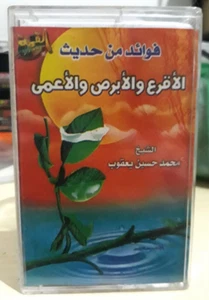 فوائد من حديث
الأقرع والأبرص والأعمى
الشيخ
محمد حسين يعقوب